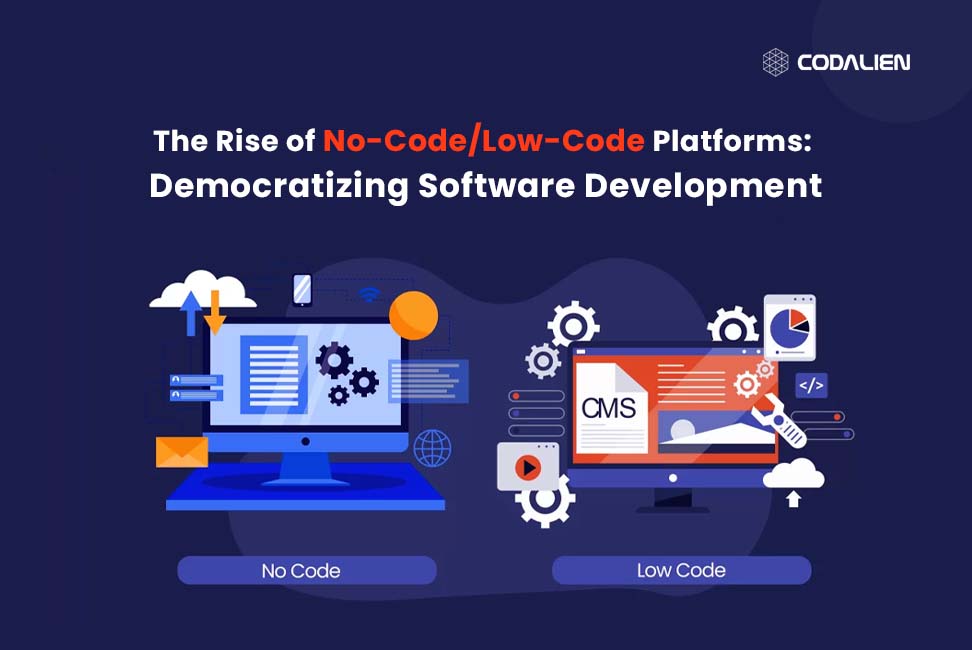 CODALIEN
The Rise of No-Code/Low-Code Platforms:
Democratizing Software Development
CMS
</>
No Code
Low Code